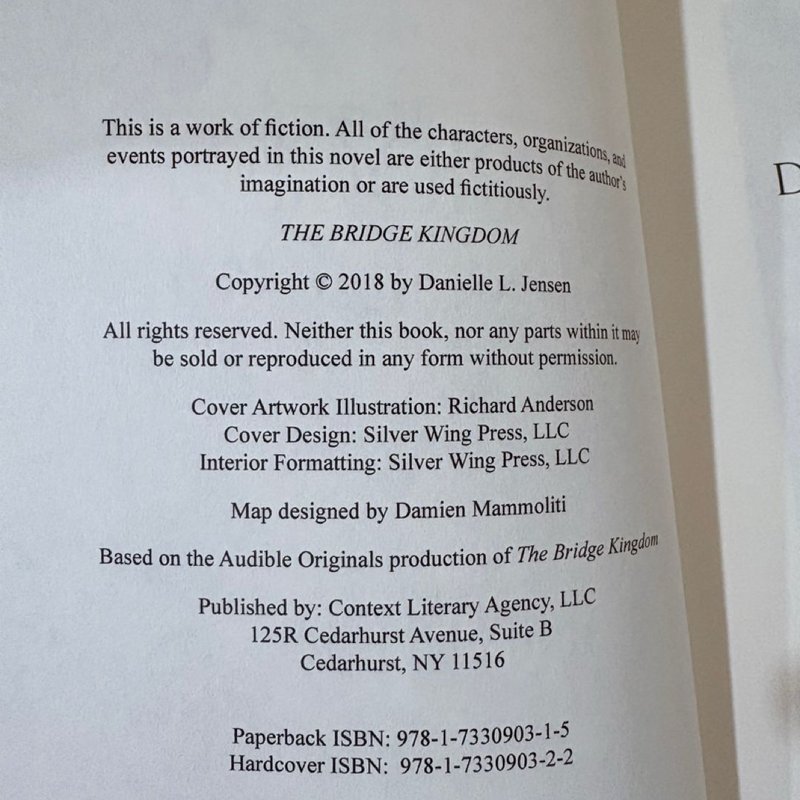 This is a work of fiction. All of the characters, organizations, and
events portrayed in this novel are either products of the author's
imagination or are used fictitiously.
THE BRIDGE KINGDOM
Copyright © 2018 by Danielle L. Jensen
All rights reserved. Neither this book, nor any parts within it may
be sold or reproduced in any form without permission.
Cover Artwork Illustration: Richard Anderson
Cover Design: Silver Wing Press, LLC
Interior Formatting: Silver Wing Press, LLC
Map designed by Damien Mammoliti
Based on the Audible Originals production of The Bridge Kingdom
Published by: Context Literary Agency, LLC
125R Cedarhurst Avenue, Suite B
Cedarhurst, NY 11516
Paperback ISBN: 978-1-7330903-1-5
Hardcover ISBN: 978-1-7330903-2-2
D